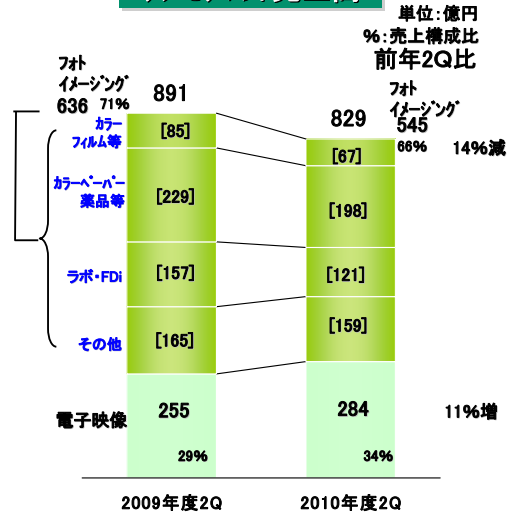 単位：億円
％：売上構成比
前年2Q比
フォト
イメージング
636 71%
891
フォト
イメージング
545
66%
829
14%減
カラー
フィルム等
[85]
[67]
カラーペーパー
薬品等
[229]
[198]
ラボ・FDi
[157]
[121]
その他
[165]
[159]
電子映像
255
284
11%増
29%
34%
2009年度2Q
2010年度2Q